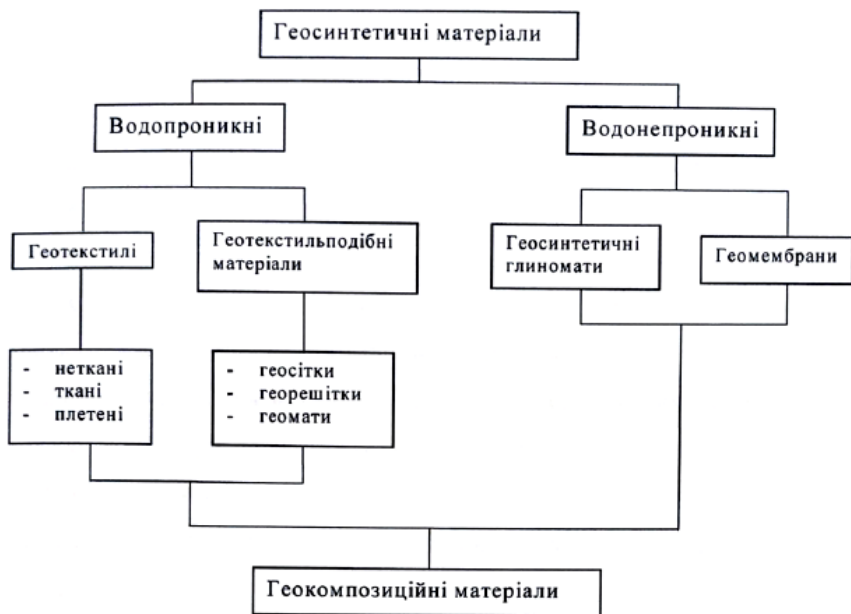 Геосинтетичні матеріали
Водопроникні
Водонепроникні
Геотекстилі
Геотекстильподібні
матеріали
Геосинтетичні
глиномати
Геомембрани
- неткані
- ткані
- плетені
- геосітки
- георешітки
- геомати
Геокомпозиційні матеріали